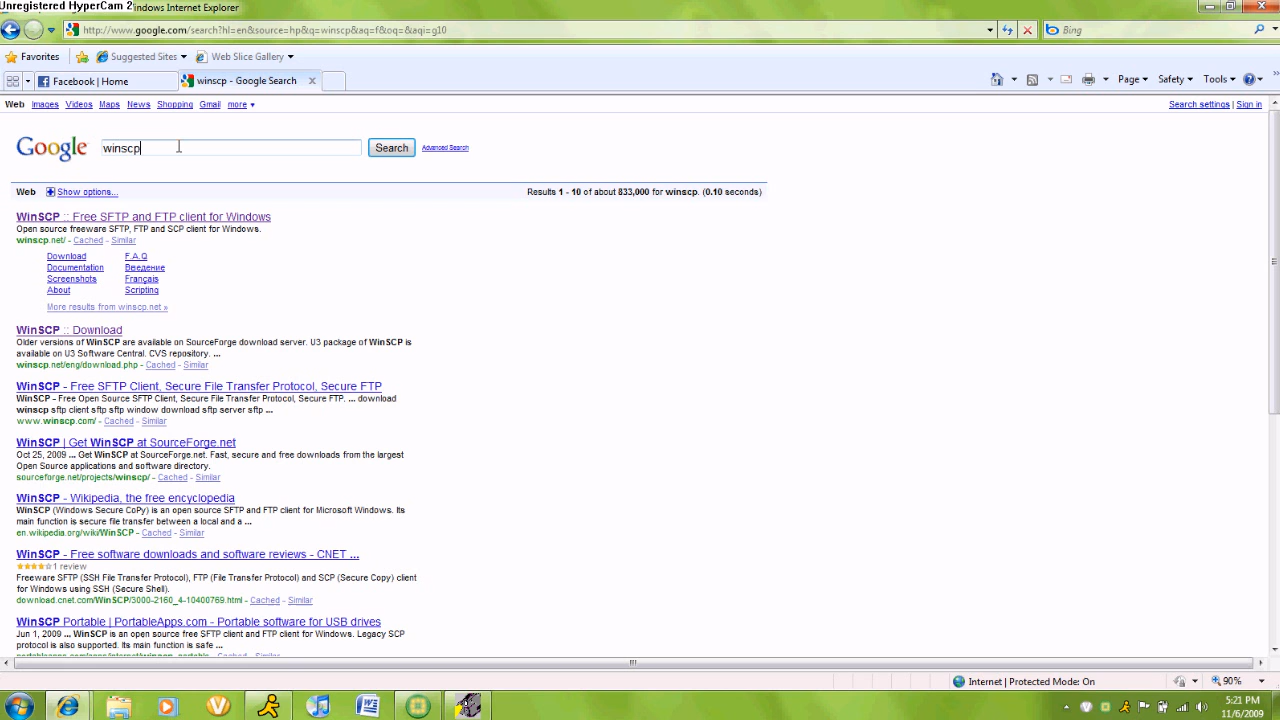 Unregistered HyperCam 2
indows Internet Explorer
http://www.google.com/search?hl=en&source=hp&q=winscp&aq=f&oq=&aqi=g10
Bing
Favorites
Suggested Sites
Web Slice Gallery
Facebook | Home
winscp - Google Search
Page
Safety
Tools
Web Images Videos Maps News Shopping Gmail more
Search settings | Sign in
Google
winscp
Search
Advanced Search
Web
Show options...
Results 1 - 10 of about 833,000 for winscp. (0.10 seconds)
WinSCP :: Free SFTP and FTP client for Windows
Open source freeware SFTP, FTP and SCP client for Windows.
winscp.net/ - Cached - Similar
Download F.A.Q
Documentation Введение
Screenshots Français
About Scripting
More results from winscp.net »
WinSCP :: Download
Older versions of WinSCP are available on SourceForge download server. U3 package of WinSCP is
available on U3 Software Central. CVS repository. ...
winscp.net/eng/download.php - Cached - Similar
WinSCP - Free SFTP Client, Secure File Transfer Protocol, Secure FTP
WinSCP - Free Open Source SFTP Client, Secure File Transfer Protocol, Secure FTP. ... download
winscp sftp client sftp sftp window download sftp server sftp ...
www.winscp.com/ - Cached - Similar
WinSCP | Get WinSCP at SourceForge.net
Oct 25, 2009 ... Get WinSCP at SourceForge.net. Fast, secure and free downloads from the largest
Open Source applications and software directory.
sourceforge.net/projects/winscp/ - Cached - Similar
WinSCP - Wikipedia, the free encyclopedia
WinSCP (Windows Secure CoPy) is an open source SFTP and FTP client for Microsoft Windows. Its
main function is secure file transfer between a local and a ...
en.wikipedia.org/wiki/WinSCP - Cached - Similar
WinSCP - Free software downloads and software reviews - CNET ...
1 review
Freeware SFTP (SSH File Transfer Protocol), FTP (File Transfer Protocol) and SCP (Secure Copy) client
for Windows using SSH (Secure Shell).
download.cnet.com/WinSCP/3000-2160_4-10400769.html - Cached - Similar
WinSCP Portable | PortableApps.com - Portable software for USB drives
Jun 1, 2009 ... WinSCP is an open source free SFTP client and FTP client for Windows. Legacy SCP
protocol is also supported. Its main function is safe ...
Internet | Protected Mode: On
90%
5:21 PM
11/6/2009